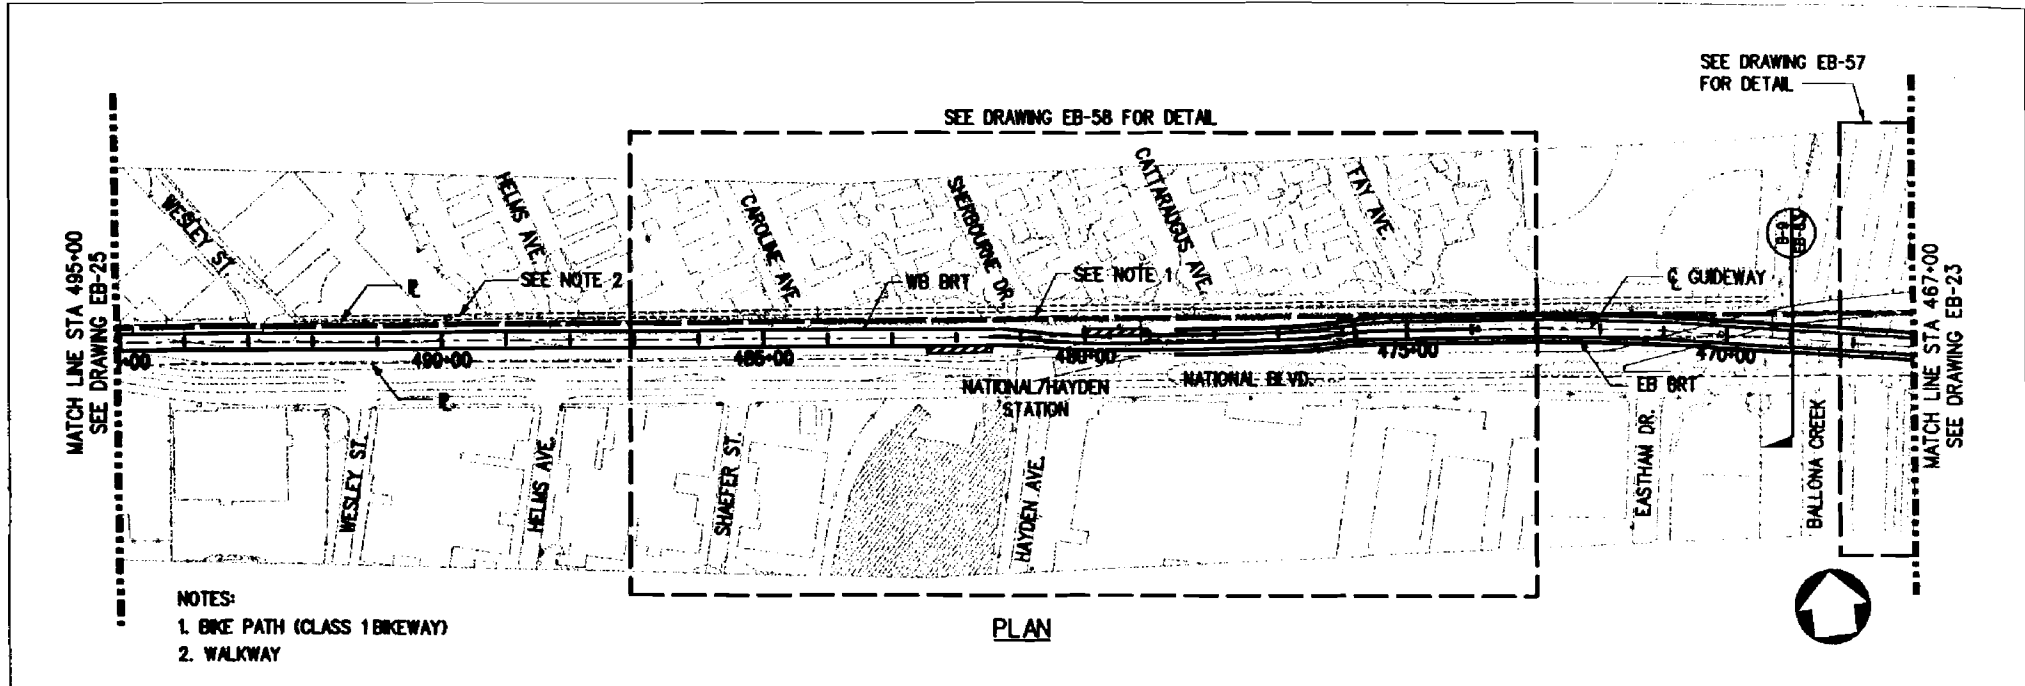 SEE DRAWING EB-57
FOR DETAIL
SEE DRAWING EB-58 FOR DETAIL
MATCH LINE STA 495+00
SEE DRAWING EB-25
WESLEY ST.
HELMS AVE.
CAROLINE AVE.
SHERBOURNE DR.
CATTARAUGUS AVE.
FAY AVE.
B-9
SEE NOTE 2
WB BRT
SEE NOTE 1
℄ GUIDEWAY
+00
490+00
485+00
480+00
475+00
470+00
NATIONAL/HAYDEN
STATION
NATIONAL BLVD.
EB BRT
WESLEY ST.
HELMS AVE.
SHAEFER ST.
HAYDEN AVE.
EASTHAM DR.
BALLONA CREEK
MATCH LINE STA 467+00
SEE DRAWING EB-23
NOTES:
1. BIKE PATH (CLASS 1 BIKEWAY)
2. WALKWAY
PLAN